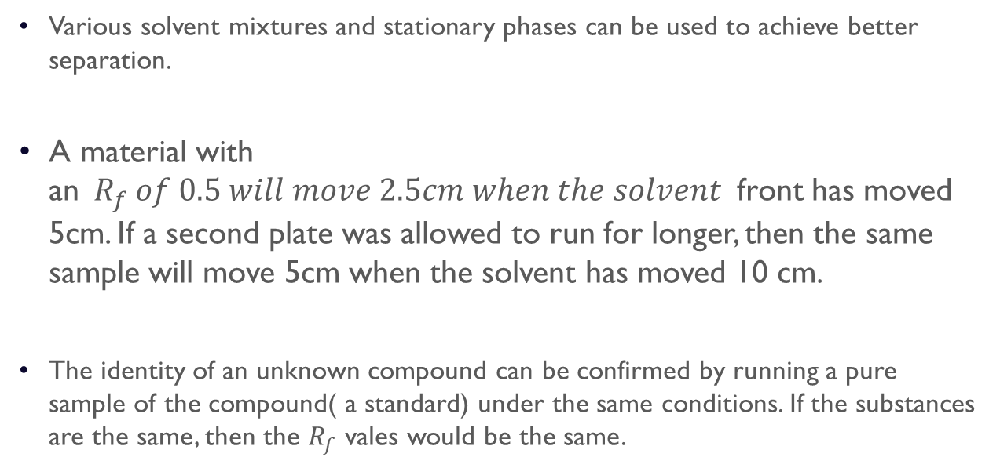 • Various solvent mixtures and stationary phases can be used to achieve better
separation.
• A material with
an R_f of 0.5 will move 2.5cm when the solvent front has moved
5cm. If a second plate was allowed to run for longer, then the same
sample will move 5cm when the solvent has moved 10 cm.
• The identity of an unknown compound can be confirmed by running a pure
sample of the compound( a standard) under the same conditions. If the substances
are the same, then the R_f vales would be the same.